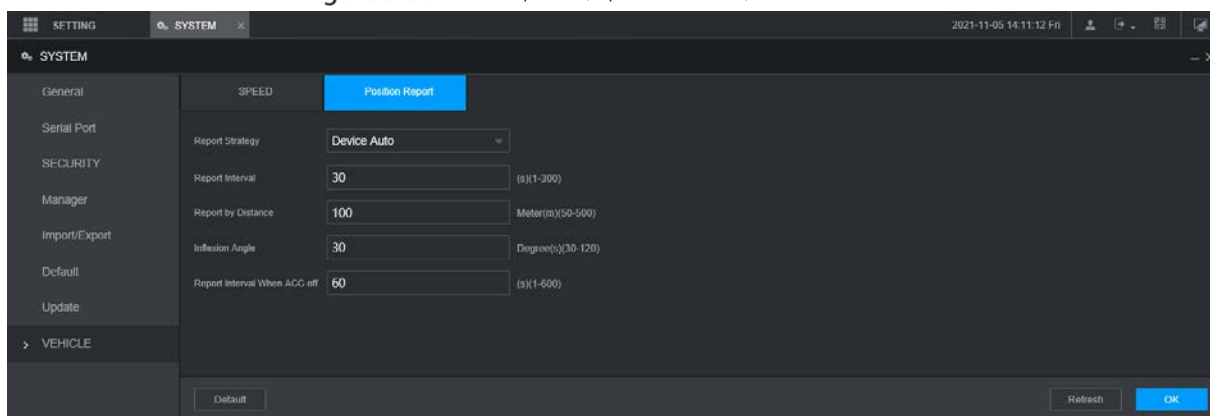 SETTING SYSTEM × 2021-11-05 14:11:12 Fri
SYSTEM
General SPEED Position Report
Serial Port
Report Strategy Device Auto
SECURITY
Report Interval 30 (s)(1-300)
Manager
Report by Distance 100 Meter(m)(50-500)
Import/Export
Inflexion Angle 30 Degree(s)(30-120)
Default
Report Interval When ACC off 60 (s)(1-600)
Update
> VEHICLE
Default Refresh OK